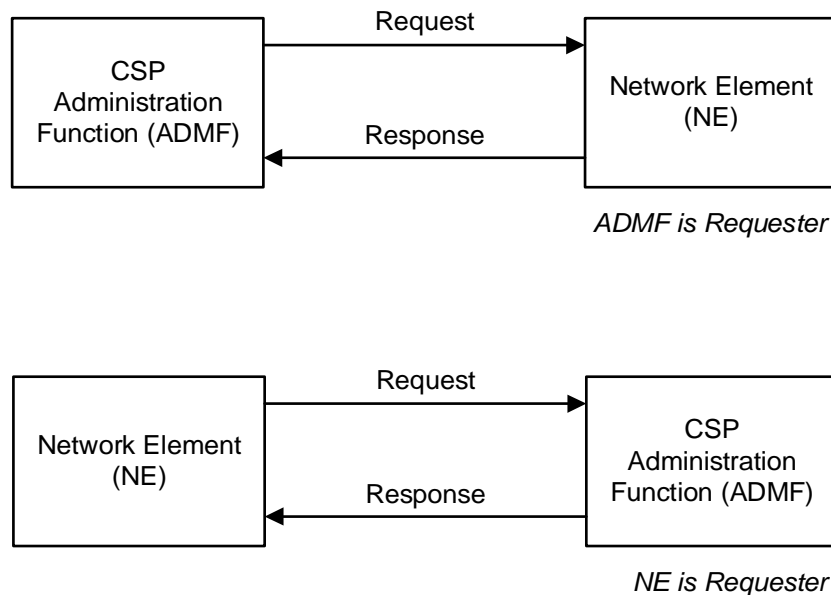 Request
CSP
Administration
Function (ADMF)
Network Element
(NE)
Response
ADMF is Requester
Request
Network Element
(NE)
CSP
Administration
Function (ADMF)
Response
NE is Requester